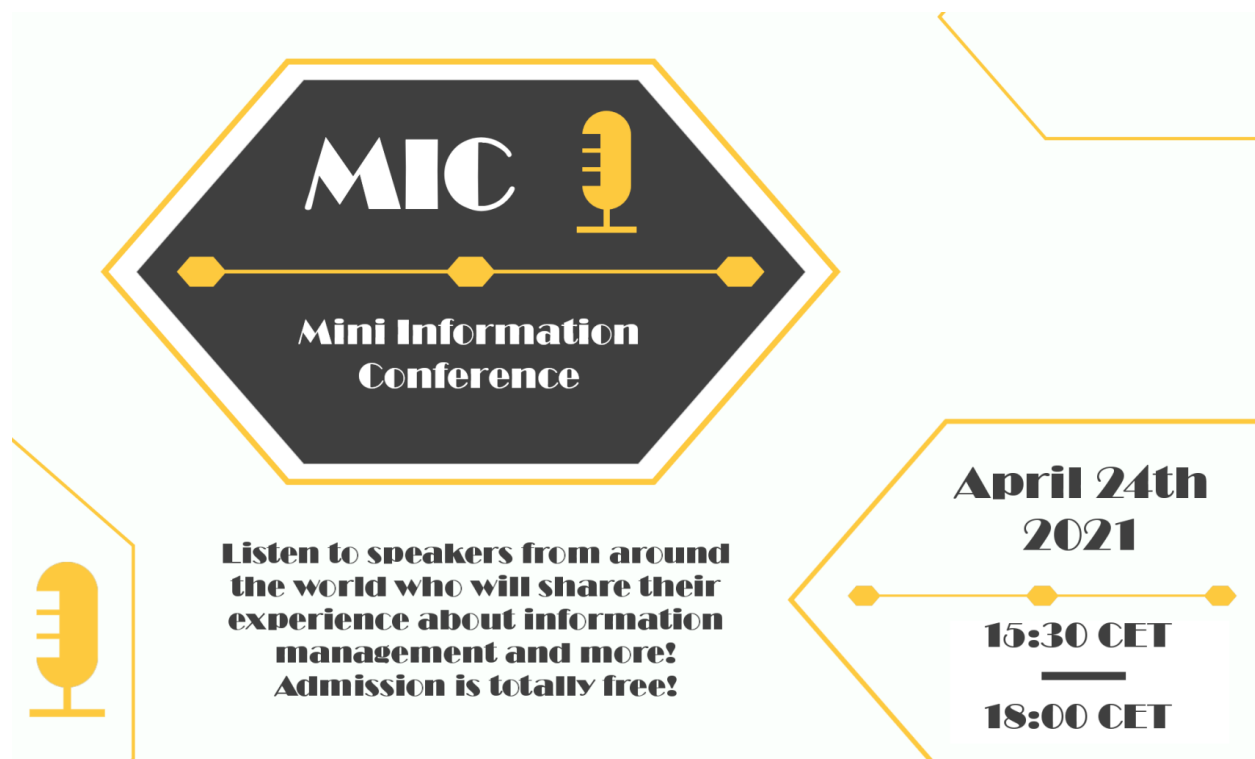 MIC
Mini Information
Conference
Listen to speakers from around
the world who will share their
experience about information
management and more!
Admission is totally free!
April 24th
2021
15:30 CET
18:00 CET